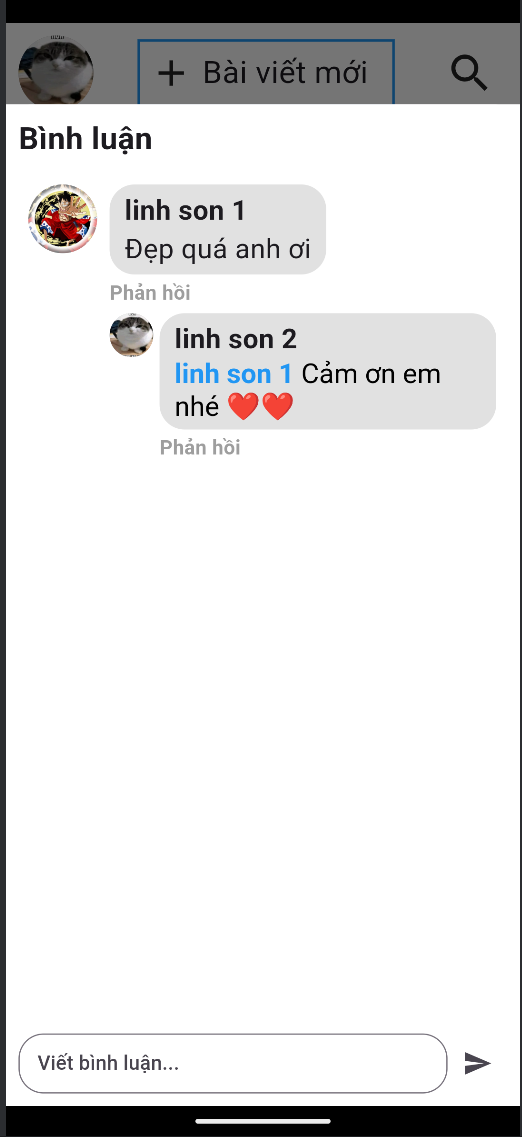 Bài viết mới
Bình luận
linh son 1
Đẹp quá anh ơi
Phản hồi
linh son 2
linh son 1 Cảm ơn em
nhé ❤️❤️
Phản hồi
Viết bình luận...